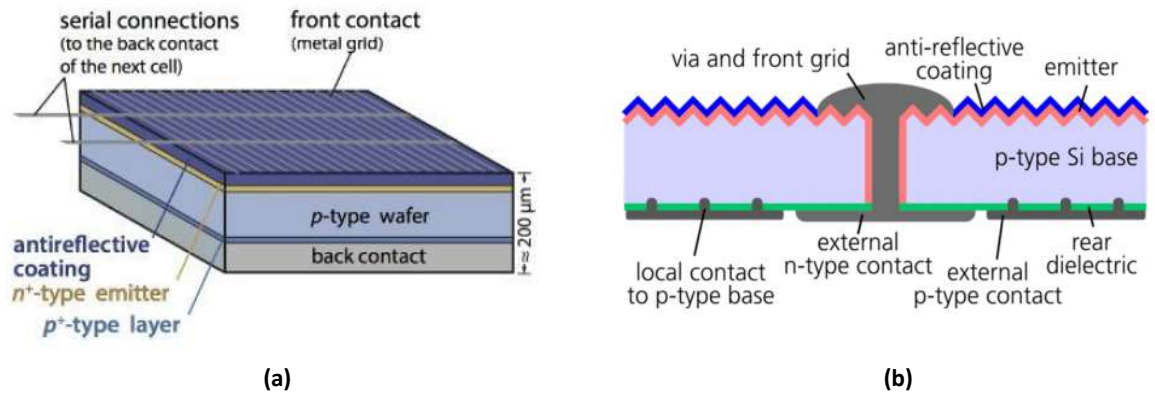 serial connections
(to the back contact
of the next cell)
front contact
(metal grid)
p-type wafer
back contact
≈ 200 µm
antireflective
coating
n⁺-type emitter
p⁺-type layer
(a)
via and front grid
anti-reflective
coating
emitter
p-type Si base
local contact
to p-type base
external
n-type contact
external
p-type contact
rear
dielectric
(b)